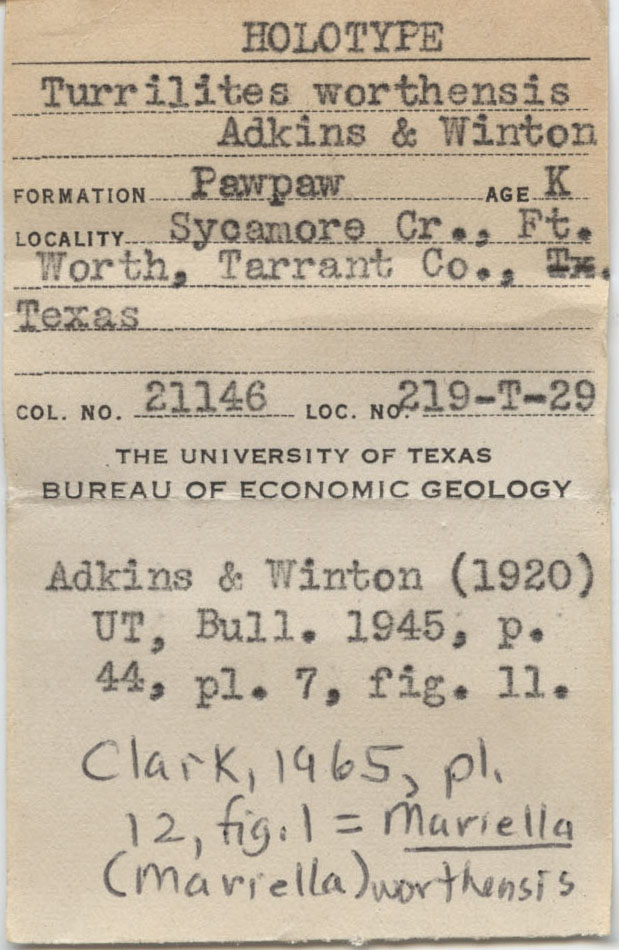 HOLOTYPE
Turrilites worthensis
Adkins & Winton
FORMATION Pawpaw AGE K
LOCALITY Sycamore Cr., Ft.
Worth, Tarrant Co., Tx.
Texas
COL. NO. 21146 LOC. NO. 219-T-29
THE UNIVERSITY OF TEXAS
BUREAU OF ECONOMIC GEOLOGY
Adkins & Winton (1920)
UT, Bull. 1945, p.
44, pl. 7, fig. 11.
Clark, 1965, pl.
12, fig. 1 = Mariella
(Mariella) worthensis